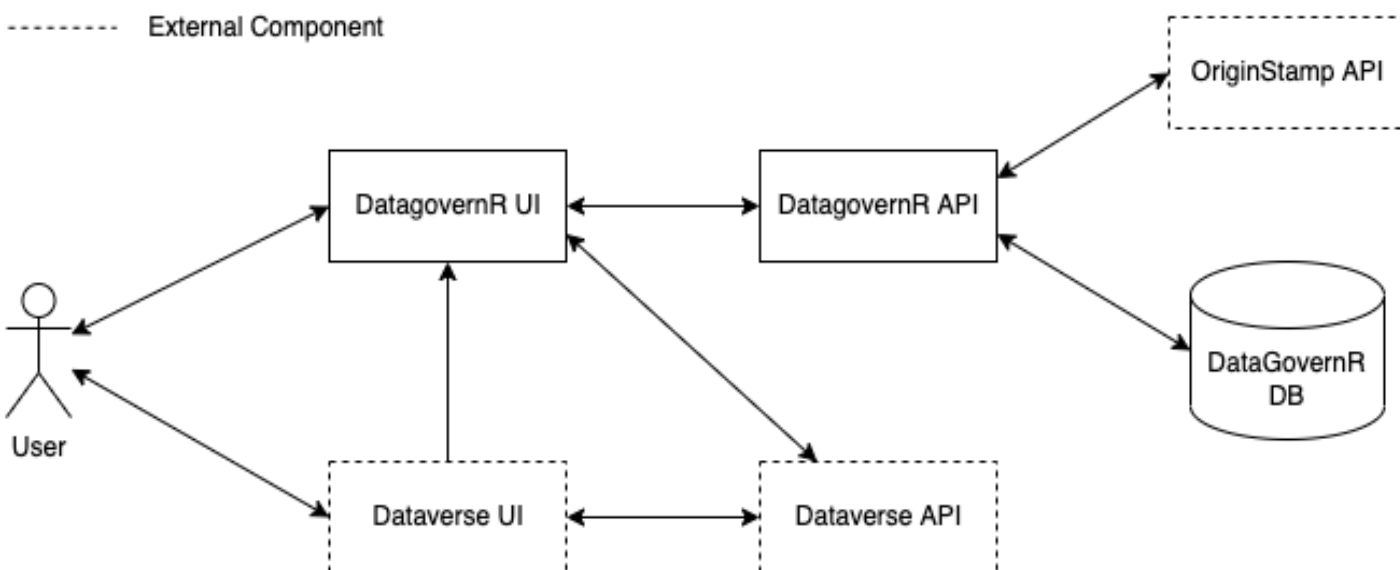 External Component
OriginStamp API
DatagovernR UI
DatagovernR API
DataGovernR
DB
User
Dataverse UI
Dataverse API